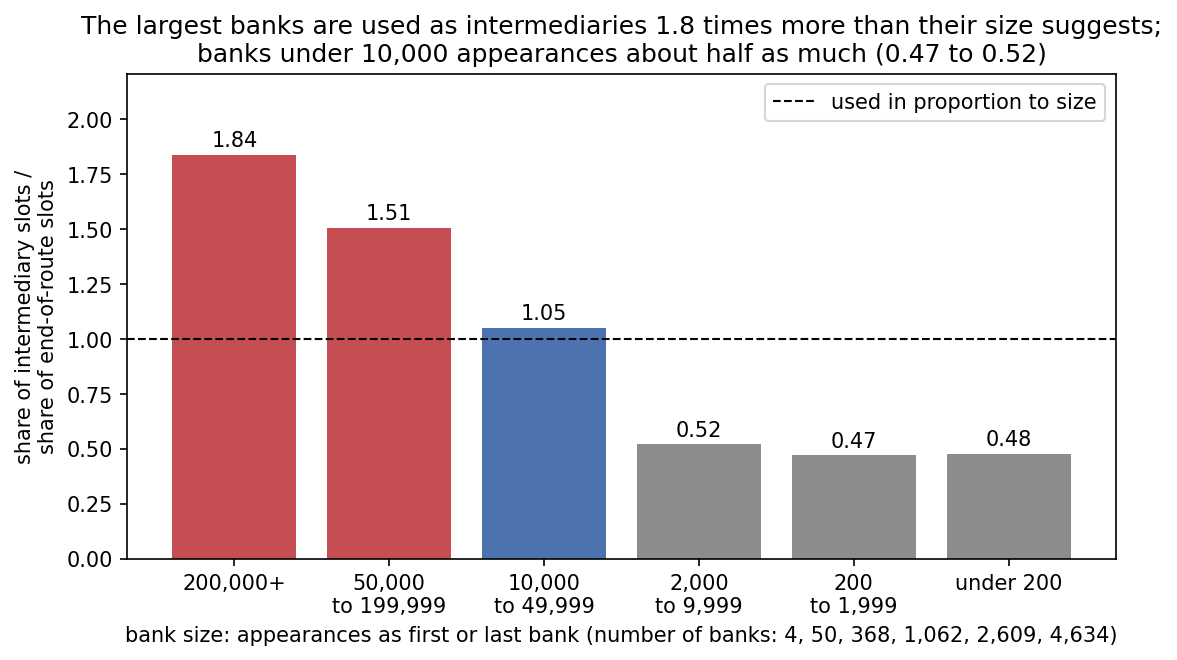 The largest banks are used as intermediaries 1.8 times more than their size suggests;
banks under 10,000 appearances about half as much (0.47 to 0.52)
used in proportion to size
share of intermediary slots /
share of end-of-route slots
2.00
1.75
1.50
1.25
1.00
0.75
0.50
0.25
0.00
1.84
1.51
1.05
0.52
0.47
0.48
200,000+
50,000
to 199,999
10,000
to 49,999
2,000
to 9,999
200
to 1,999
under 200
bank size: appearances as first or last bank (number of banks: 4, 50, 368, 1,062, 2,609, 4,634)